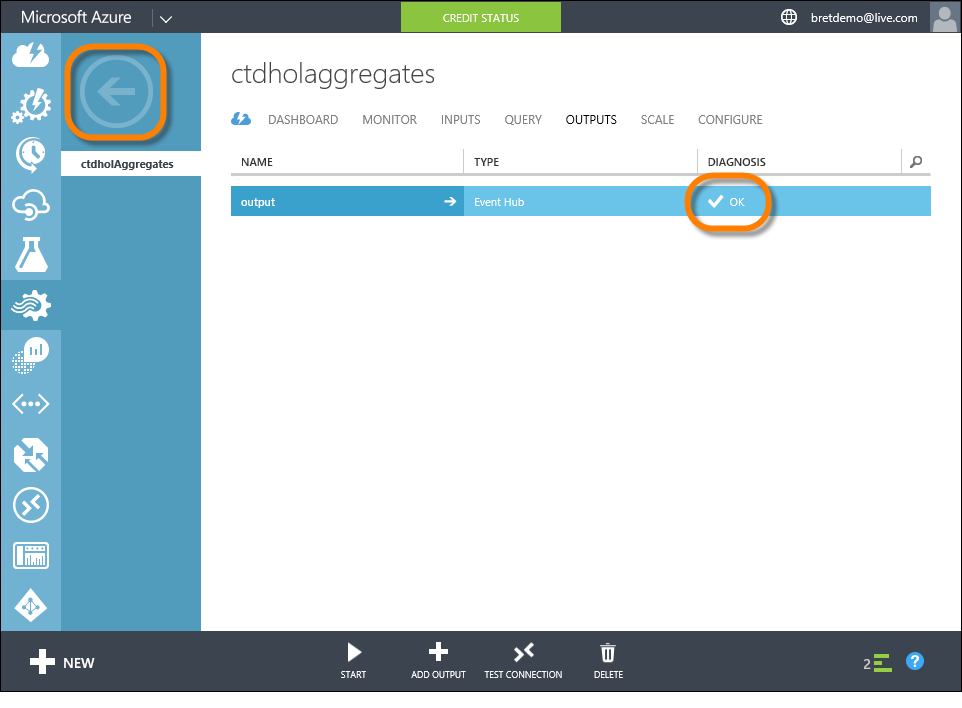 Microsoft Azure
CREDIT STATUS
bretdemo@live.com
ctdholAggregates
ctdholaggregates
DASHBOARD MONITOR INPUTS QUERY OUTPUTS SCALE CONFIGURE
NAME TYPE DIAGNOSIS
output Event Hub OK
NEW
START ADD OUTPUT TEST CONNECTION DELETE
2
?